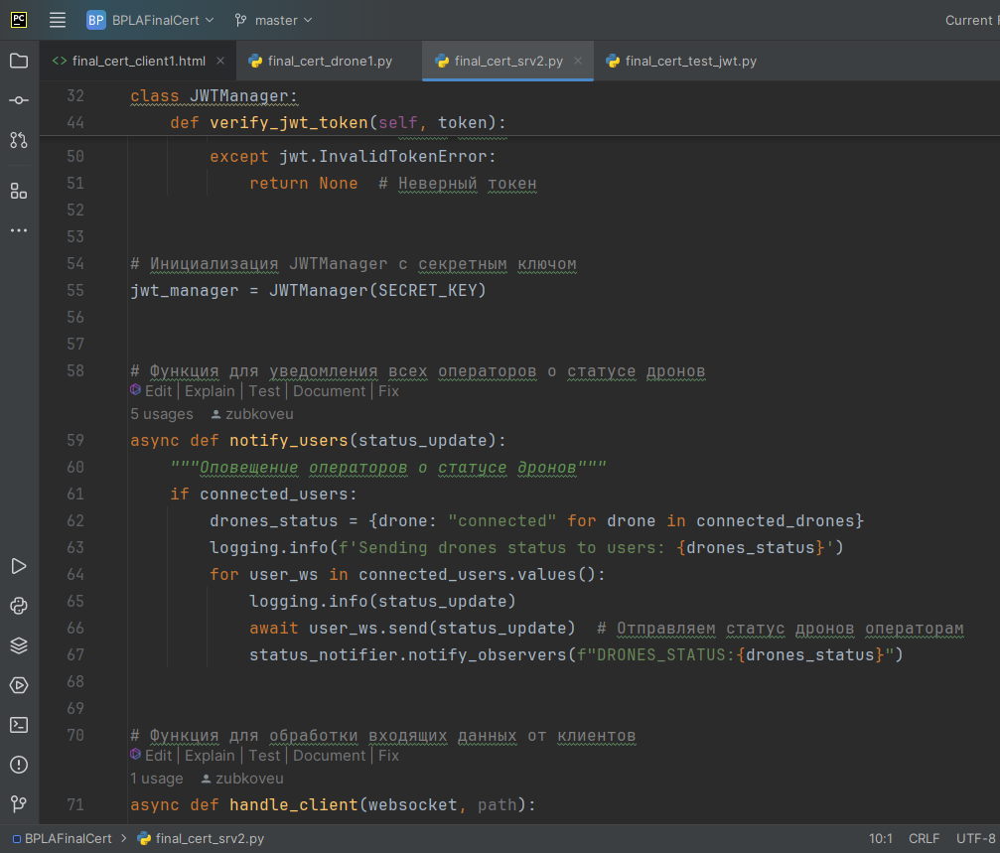 PC BP BPLAFinalCert master Current
final_cert_client1.html final_cert_drone1.py final_cert_srv2.py final_cert_test_jwt.py
32 class JWTManager:
44 def verify_jwt_token(self, token):
50 except jwt.InvalidTokenError:
51 return None # Неверный токен
52
53
54 # Инициализация JWTManager с секретным ключом
55 jwt_manager = JWTManager(SECRET_KEY)
56
57
58 # Функция для уведомления всех операторов о статусе дронов
Edit | Explain | Test | Document | Fix
5 usages zubkoveu
59 async def notify_users(status_update):
60 """Оповещение операторов о статусе дронов"""
61 if connected_users:
62 drones_status = {drone: "connected" for drone in connected_drones}
63 logging.info(f'Sending drones status to users: {drones_status}')
64 for user_ws in connected_users.values():
65 logging.info(status_update)
66 await user_ws.send(status_update) # Отправляем статус дронов операторам
67 status_notifier.notify_observers(f"DRONES_STATUS:{drones_status}")
68
69
70 # Функция для обработки входящих данных от клиентов
Edit | Explain | Test | Document | Fix
1 usage zubkoveu
71 async def handle_client(websocket, path):
BPLAFinalCert > final_cert_srv2.py 10:1 CRLF UTF-8